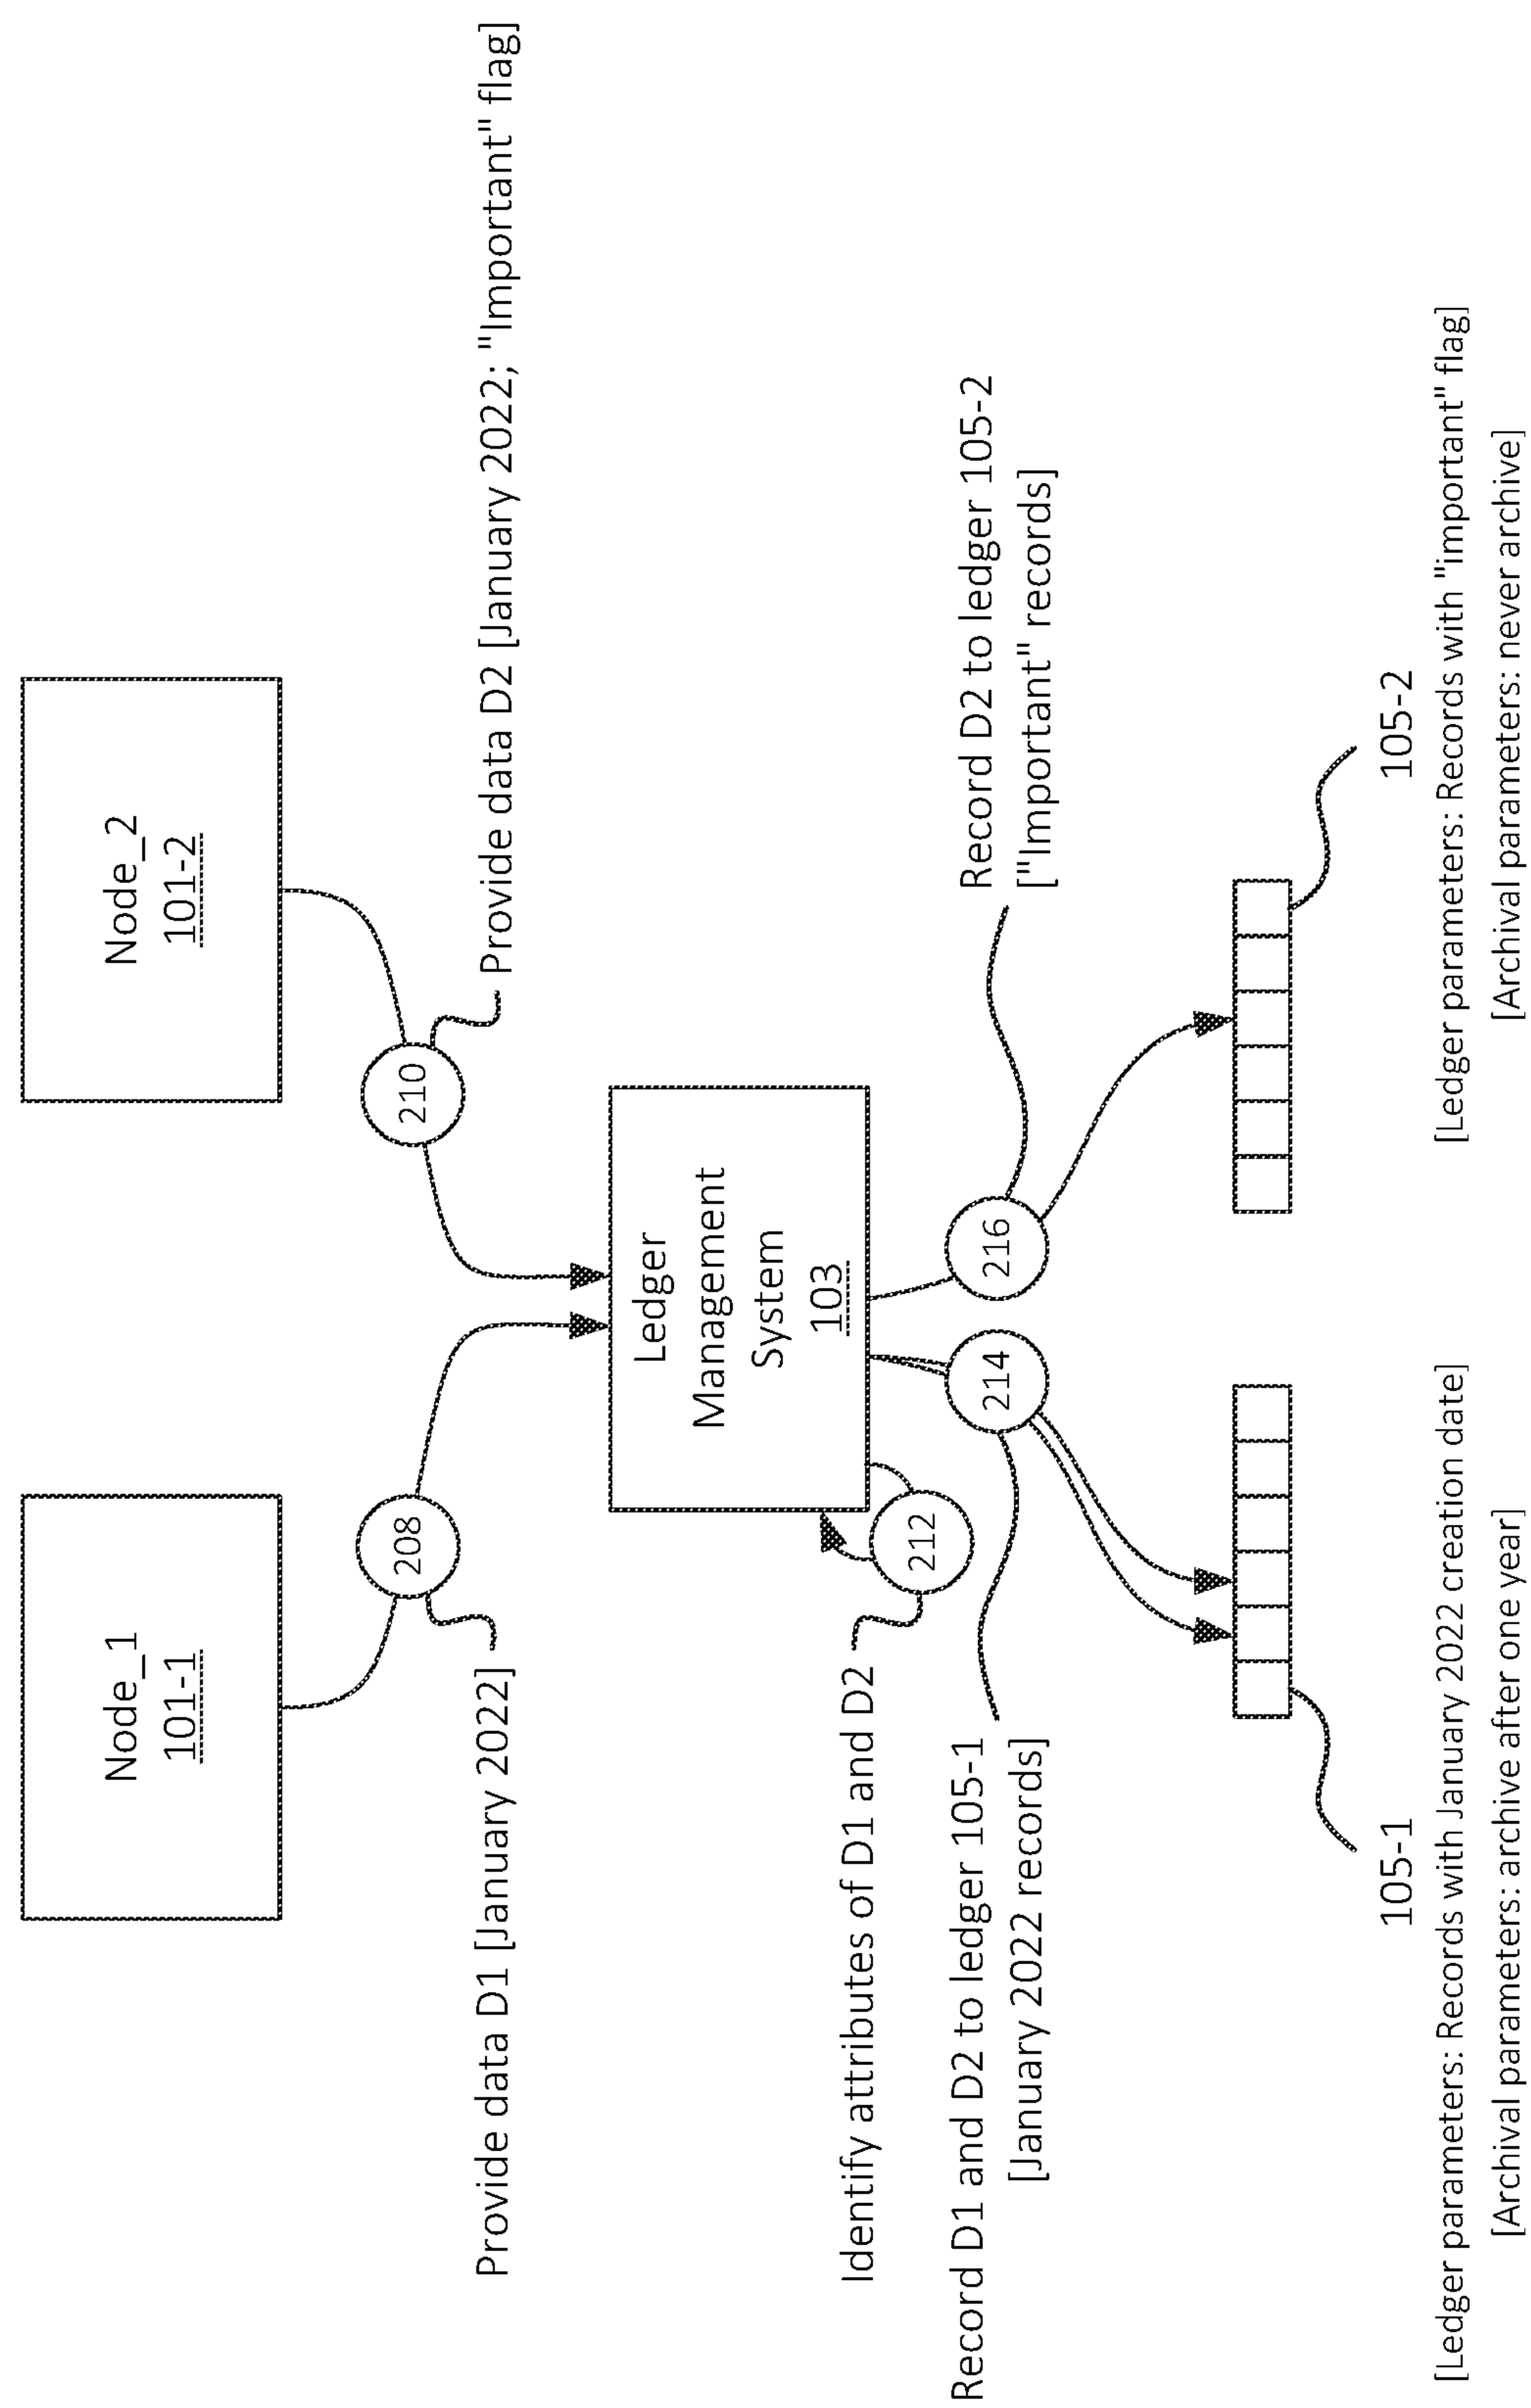 Node_1
101-1
Node_2
101-2
208
210
Provide data D1 [January 2022]
Provide data D2 [January 2022; "Important" flag]
Ledger
Management
System
103
212
Identify attributes of D1 and D2
214
216
Record D1 and D2 to ledger 105-1
[January 2022 records]
Record D2 to ledger 105-2
["Important" records]
105-1
105-2
[Ledger parameters: Records with January 2022 creation date]
[Archival parameters: archive after one year]
[Ledger parameters: Records with "important" flag]
[Archival parameters: never archive]